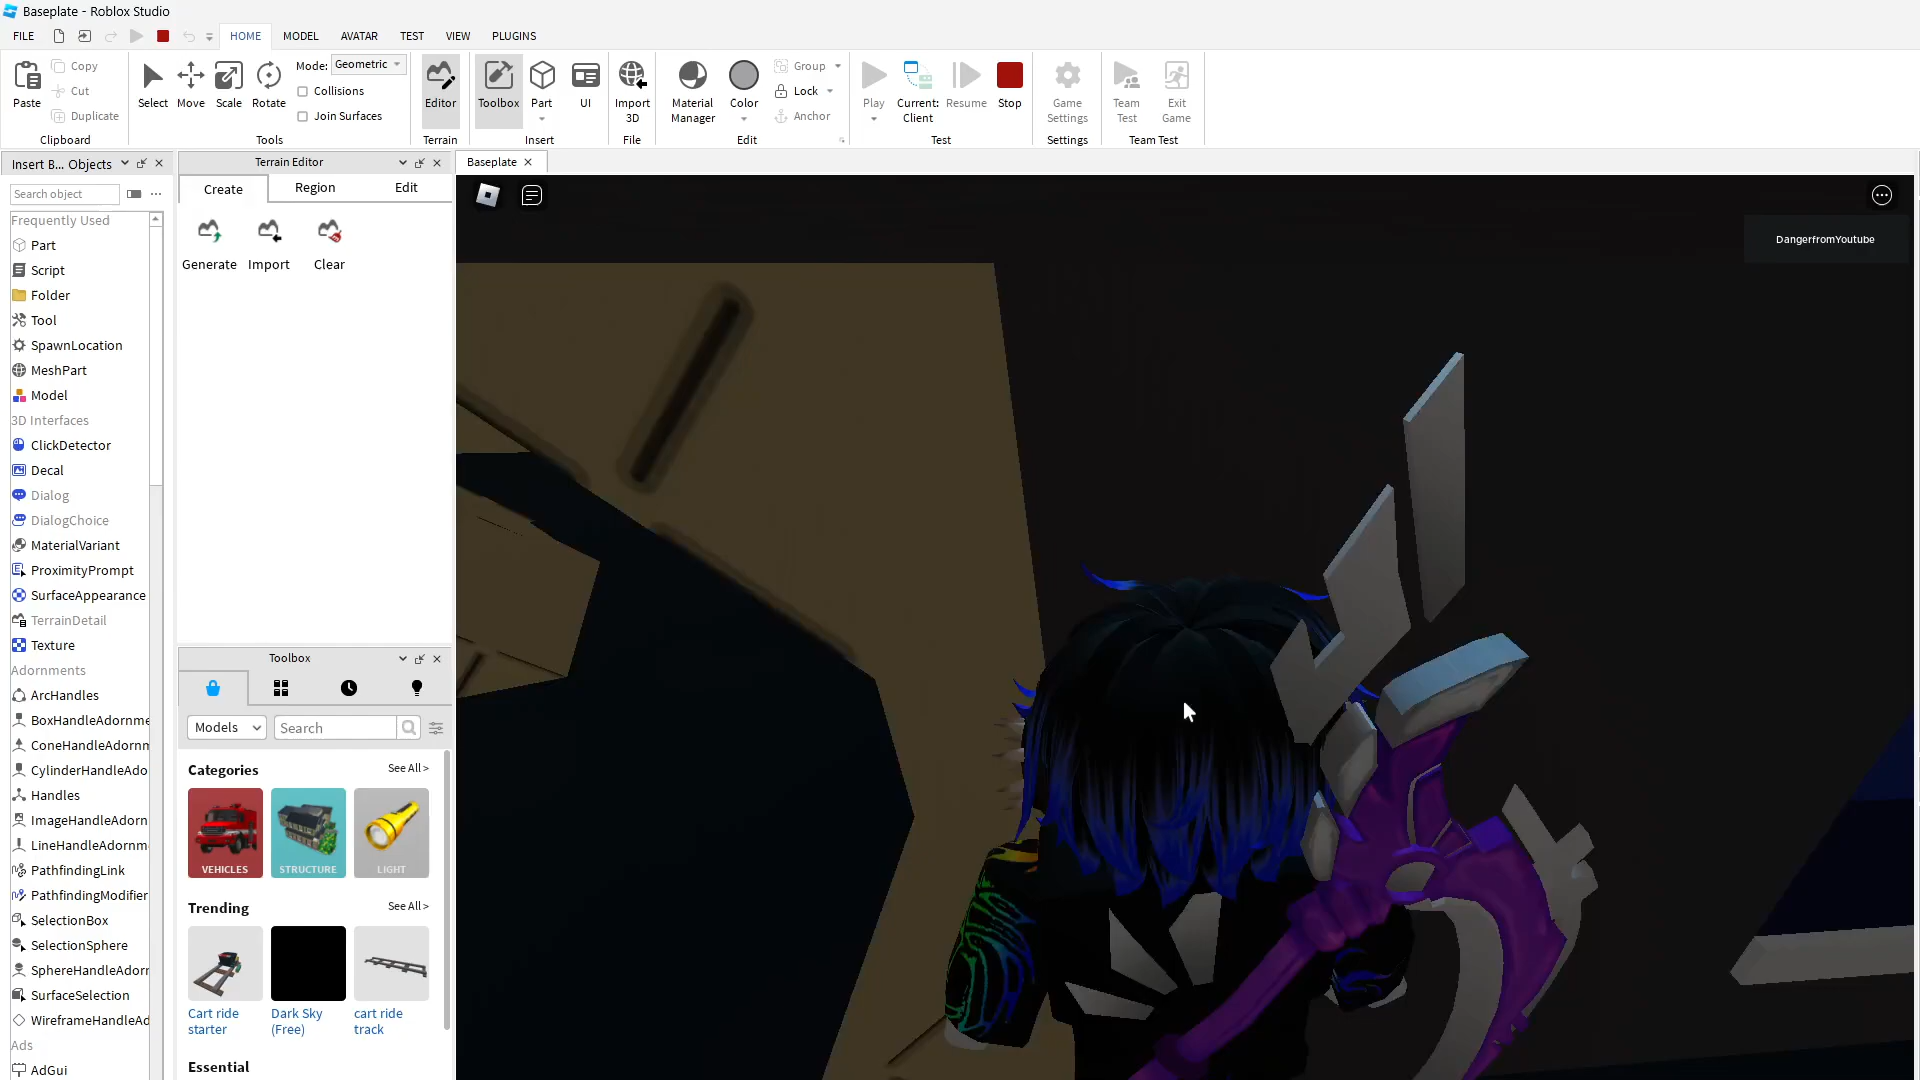 Baseplate - Roblox Studio
FILE
HOME
MODEL
AVATAR
TEST
VIEW
PLUGINS
Paste
Copy
Cut
Duplicate
Clipboard
Select
Move
Scale
Rotate
Mode:
Geometric
Collisions
Join Surfaces
Tools
Editor
Terrain
Toolbox
Part
UI
Insert
Import
3D
File
Material
Manager
Color
Group
Lock
Anchor
Edit
Play
Current:
Client
Resume
Stop
Test
Game
Settings
Settings
Team
Test
Exit
Game
Team Test
Insert B... Objects
Search object
Frequently Used
Part
Script
Folder
Tool
SpawnLocation
MeshPart
Model
3D Interfaces
ClickDetector
Decal
Dialog
DialogChoice
MaterialVariant
ProximityPrompt
SurfaceAppearance
TerrainDetail
Texture
Adornments
ArcHandles
BoxHandleAdornme
ConeHandleAdornm
CylinderHandleAdo
Handles
ImageHandleAdorn
LineHandleAdornm
PathfindingLink
PathfindingModifier
SelectionBox
SelectionSphere
SphereHandleAdorn
SurfaceSelection
WireframeHandleAd
Ads
AdGui
Terrain Editor
Create
Region
Edit
Generate
Import
Clear
Toolbox
Models
Search
Categories
See All >
VEHICLES
STRUCTURE
LIGHT
Trending
See All >
Cart ride
starter
Dark Sky
(Free)
cart ride
track
Essential
Baseplate
DangerfromYoutube